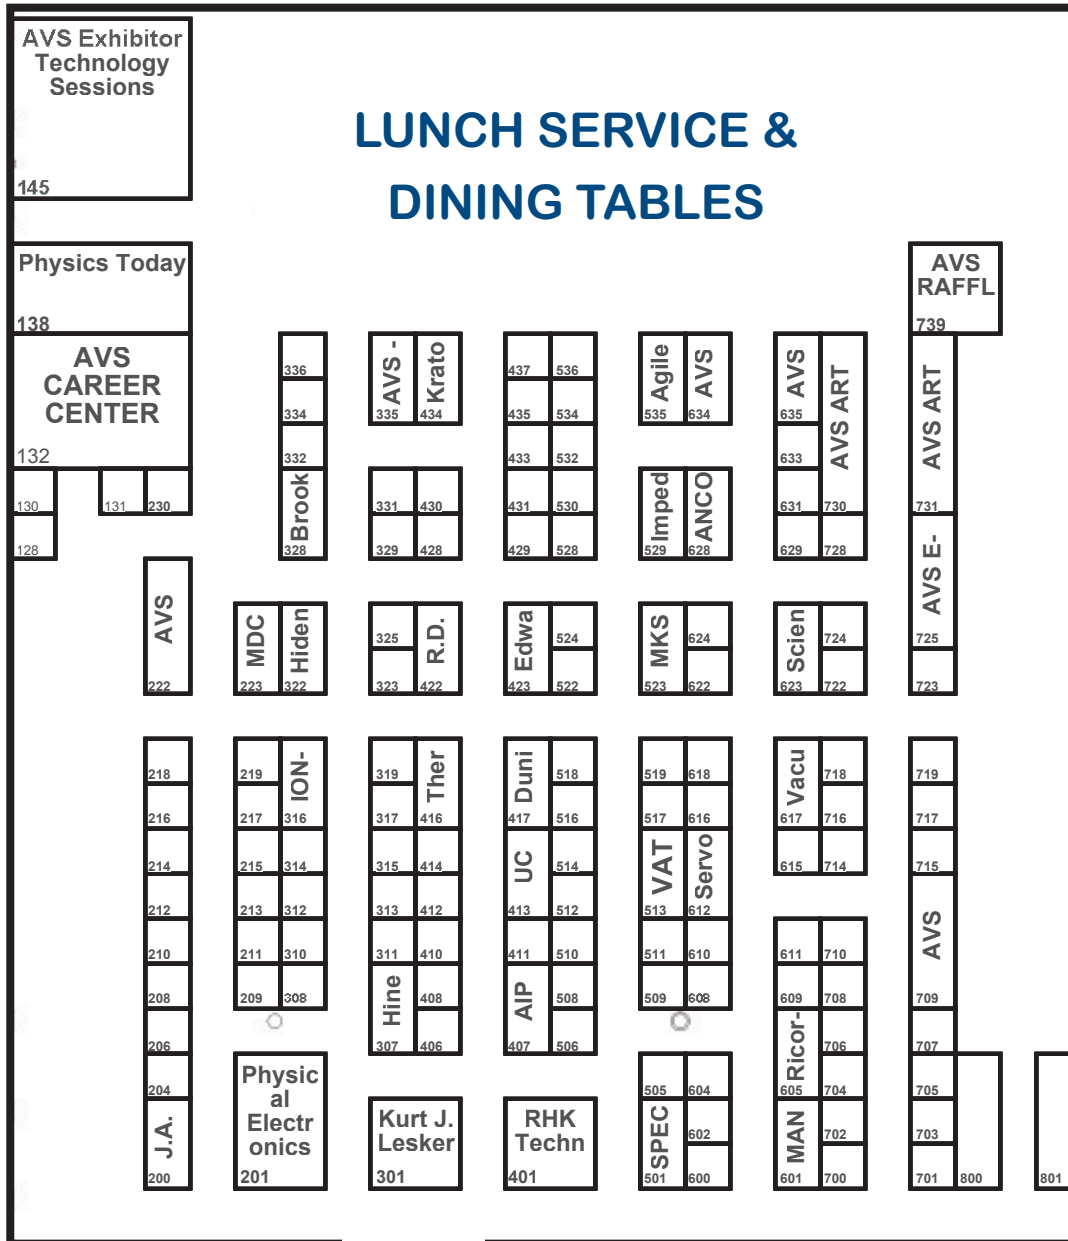 AVS Exhibitor
Technology
Sessions
145
LUNCH SERVICE &
DINING TABLES
Physics Today
138
AVS
RAFFL
739
AVS
CAREER
CENTER
132
336
334
332
Brook
328
AVS -
335
Krato
434
437
536
435
534
433
532
431
530
429
528
Agile
535
AVS
634
AVS
635
633
631
AVS ART
730
629
728
AVS ART
731
AVS E-
725
723
130
131
230
128
331
430
329
428
Imped
529
ANCO
628
AVS
222
MDC
223
Hiden
322
325
323
R.D.
422
Edwa
423
524
522
MKS
523
624
622
Scien
623
724
722
218
216
214
212
210
208
206
204
J.A.
200
219
217
ION-
316
215
314
213
312
211
310
209
308
319
317
Ther
416
315
414
313
412
311
410
Hine
307
408
406
Duni
417
518
516
UC
413
514
512
411
510
AIP
407
508
506
519
618
517
616
VAT
513
Servo
612
511
610
509
608
Vacu
617
718
716
615
714
611
710
609
708
Ricor-
605
706
704
MAN
601
702
700
719
717
715
AVS
709
707
705
703
701
800
801
Physic
al
Electr
onics
201
Kurt J.
Lesker
301
RHK
Techn
401
505
604
SPEC
501
602
600